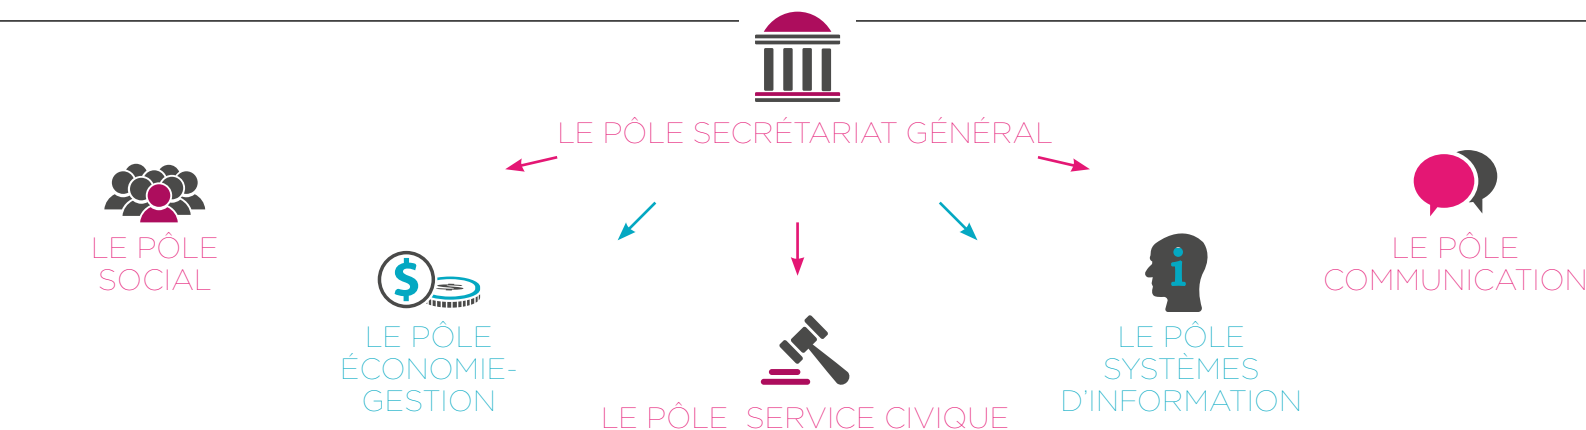 LE PÔLE SECRÉTARIAT GÉNÉRAL
LE PÔLE
SOCIAL
$
LE PÔLE
ÉCONOMIE-
GESTION
LE PÔLE SERVICE CIVIQUE
i
LE PÔLE
SYSTÈMES
D'INFORMATION
LE PÔLE
COMMUNICATION